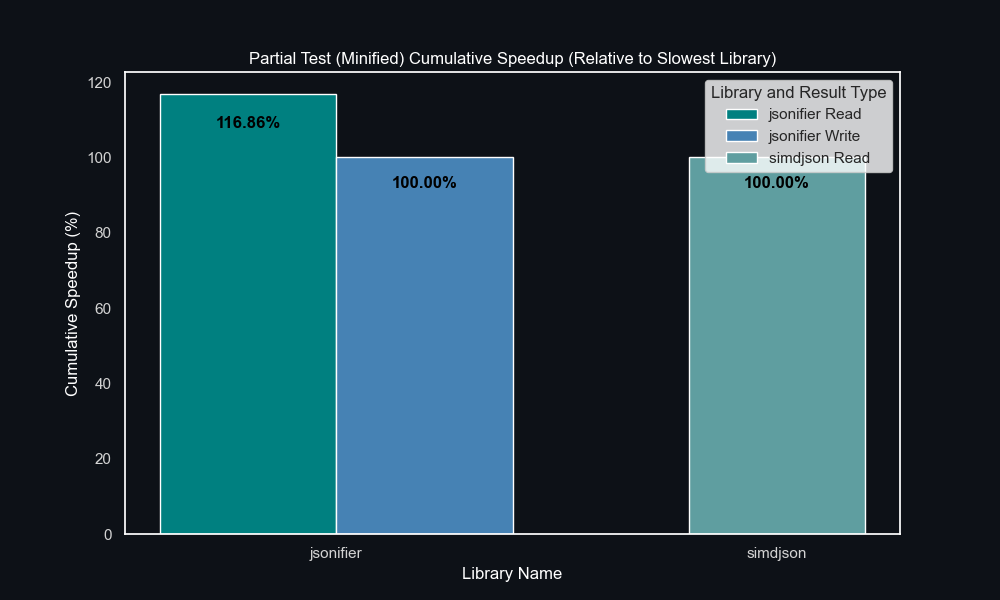 Partial Test (Minified) Cumulative Speedup (Relative to Slowest Library)
Cumulative Speedup (%)
120
100
80
60
40
20
0
116.86%
100.00%
100.00%
Library and Result Type
jsonifier Read
jsonifier Write
simdjson Read
jsonifier
simdjson
Library Name